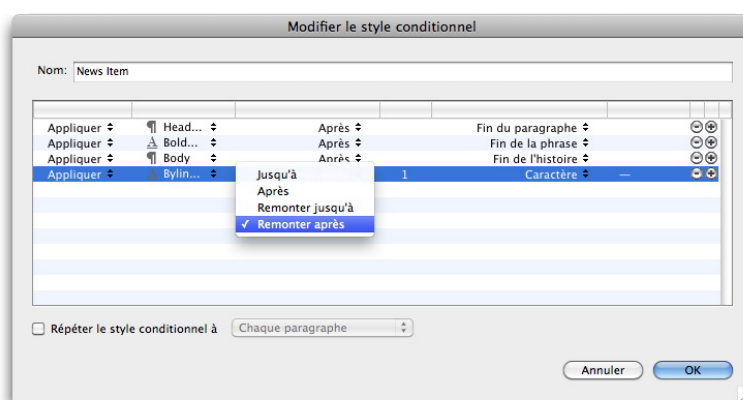 Modifier le style conditionnel
Nom: News Item
Appliquer ¶ Head... Après Fin du paragraphe
Appliquer A Bold... Après Fin de la phrase
Appliquer ¶ Body Après Fin de l'histoire
Appliquer A Bylin... 1 Caractère —
Jusqu'à
Après
Remonter jusqu'à
✓ Remonter après
Répéter le style conditionnel à Chaque paragraphe
Annuler OK